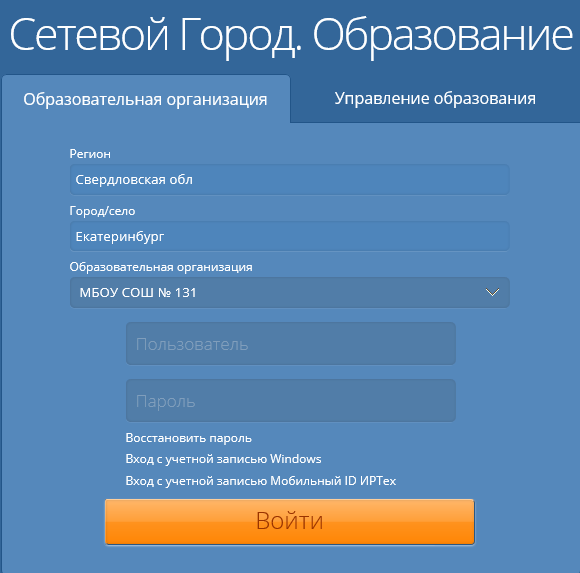 Сетевой Город. Образование
Образовательная организация
Управление образования
Регион
Свердловская обл
Город/село
Екатеринбург
Образовательная организация
МБОУ СОШ № 131
Пользователь
Пароль
Восстановить пароль
Вход с учетной записью Windows
Вход с учетной записью Мобильный ID ИРТех
Войти